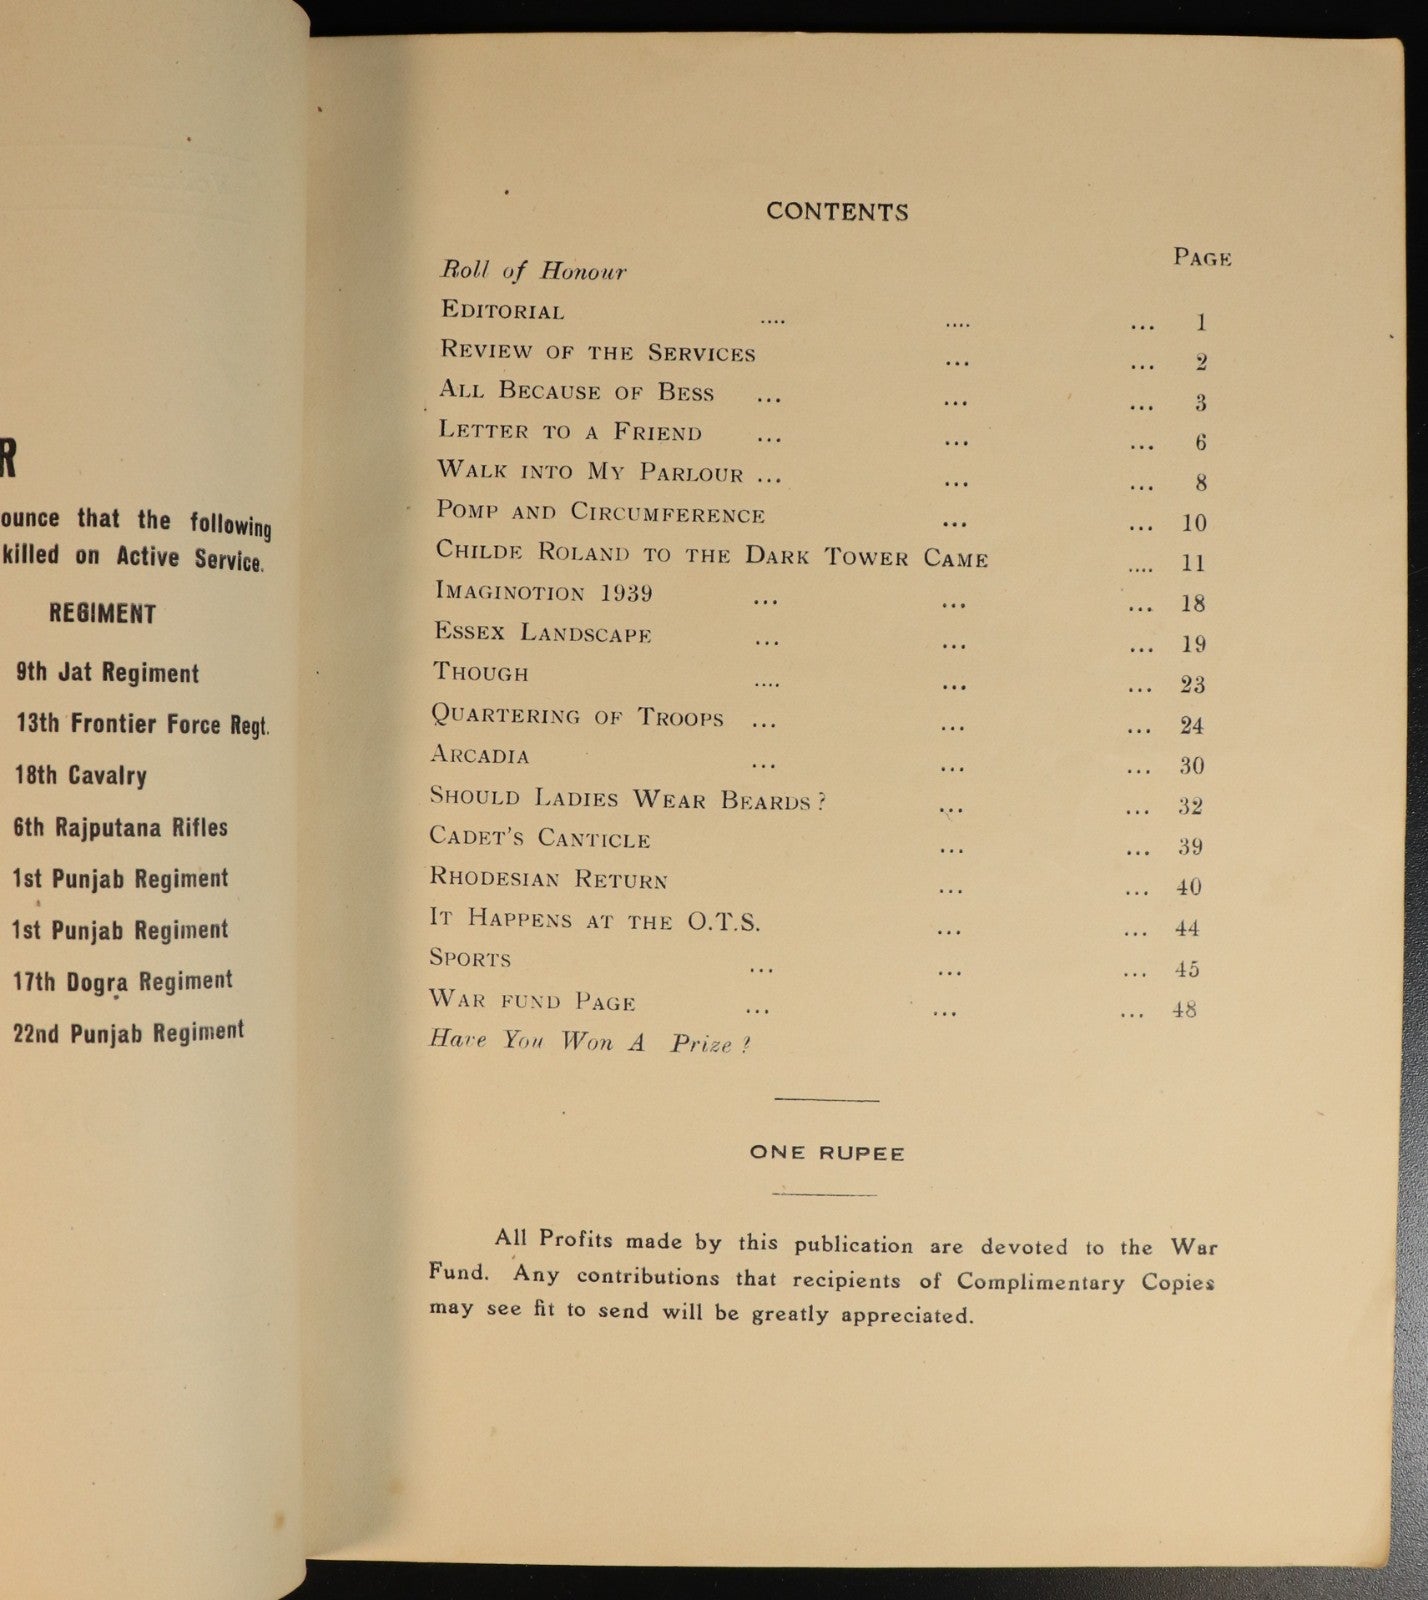 R
ounce that the following
killed on Active Service.
REGIMENT
9th Jat Regiment
13th Frontier Force Regt.
18th Cavalry
6th Rajputana Rifles
1st Punjab Regiment
1st Punjab Regiment
17th Dogra Regiment
22nd Punjab Regiment
CONTENTS
PAGE
Roll of Honour
EDITORIAL .... .... ... 1
REVIEW OF THE SERVICES ... ... 2
ALL BECAUSE OF BESS ... ... ... 3
LETTER TO A FRIEND ... ... ... 6
WALK INTO MY PARLOUR ... ... ... 8
POMP AND CIRCUMFERENCE ... ... 10
CHILDE ROLAND TO THE DARK TOWER CAME .... 11
IMAGINOTION 1939 ... ... ... 18
ESSEX LANDSCAPE ... ... ... 19
THOUGH .... ... ... 23
QUARTERING OF TROOPS ... ... ... 24
ARCADIA ... ... ... 30
SHOULD LADIES WEAR BEARDS? ... ... 32
CADET'S CANTICLE ... ... 39
RHODESIAN RETURN ... ... 40
IT HAPPENS AT THE O.T.S. ... ... 44
SPORTS ... ... ... 45
WAR FUND PAGE ... ... ... 48
Have You Won A Prize?
ONE RUPEE
All Profits made by this publication are devoted to the War
Fund. Any contributions that recipients of Complimentary Copies
may see fit to send will be greatly appreciated.